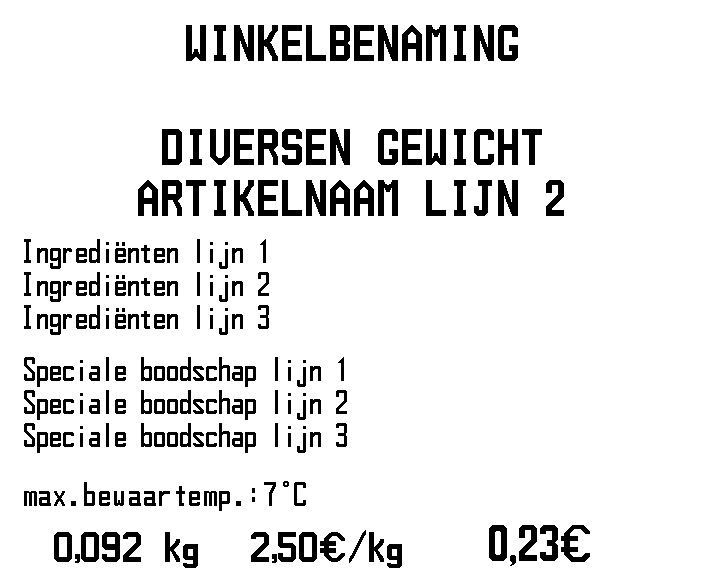 WINKELBENAMING
DIVERSEN GEWICHT
ARTIKELNAAM LIJN 2
Ingrediënten lijn 1
Ingrediënten lijn 2
Ingrediënten lijn 3
Speciale boodschap lijn 1
Speciale boodschap lijn 2
Speciale boodschap lijn 3
max.bewaartemp.:7°C
0,092 kg 2,50€/kg 0,23€